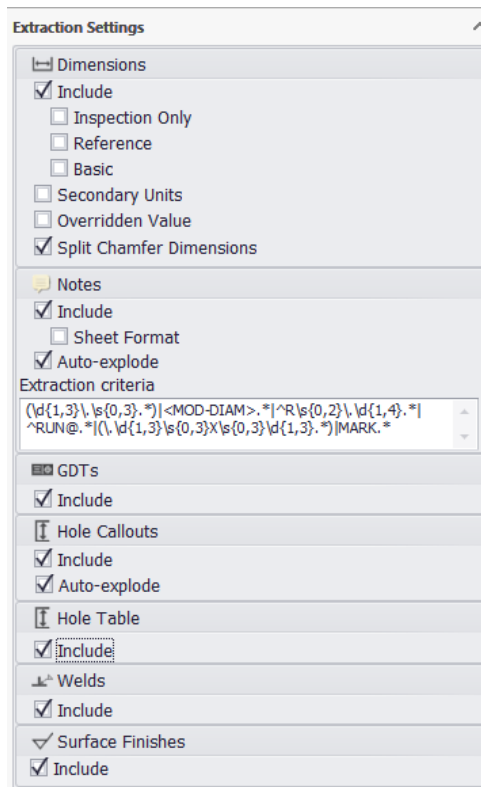 Extraction Settings
Dimensions
Include
Inspection Only
Reference
Basic
Secondary Units
Overridden Value
Split Chamfer Dimensions
Notes
Include
Sheet Format
Auto-explode
Extraction criteria
(\d{1,3}\.\s{0,3}.*)|<MOD-DIAM>.*|^R\s{0,2}\.\d{1,4}.*|
^RUN@.*|(\.\d{1,3}\s{0,3}X\s{0,3}\d{1,3}.*)|MARK.*
GDTs
Include
Hole Callouts
Include
Auto-explode
Hole Table
Include
Welds
Include
Surface Finishes
Include